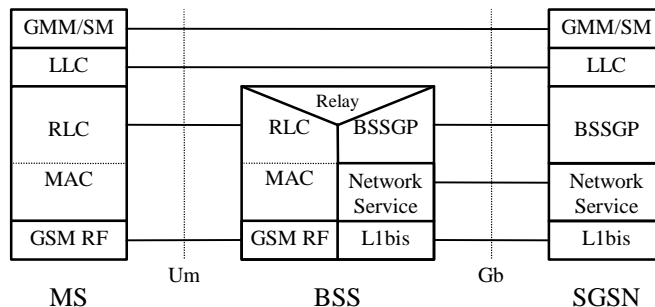 GMM/SM
GMM/SM
LLC
LLC
Relay
RLC
RLC
BSSGP
BSSGP
MAC
MAC
Network
Service
Network
Service
GSM RF
GSM RF
L1bis
L1bis
Um
Gb
MS
BSS
SGSN